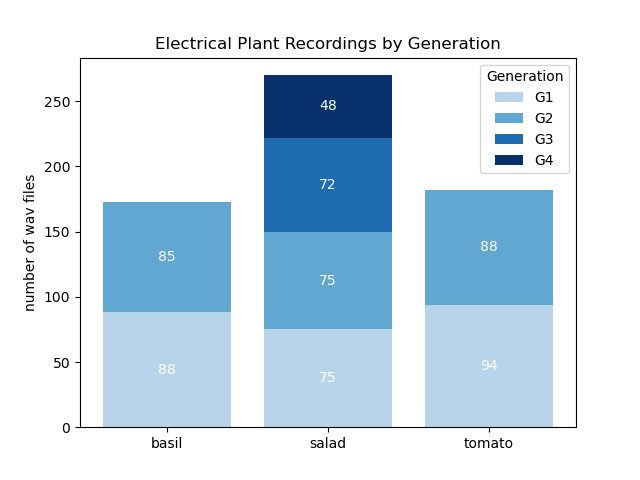 Electrical Plant Recordings by Generation
number of wav files
250
200
150
100
50
0
Generation
G1
G2
G3
G4
48
72
85
75
88
88
75
94
basil
salad
tomato